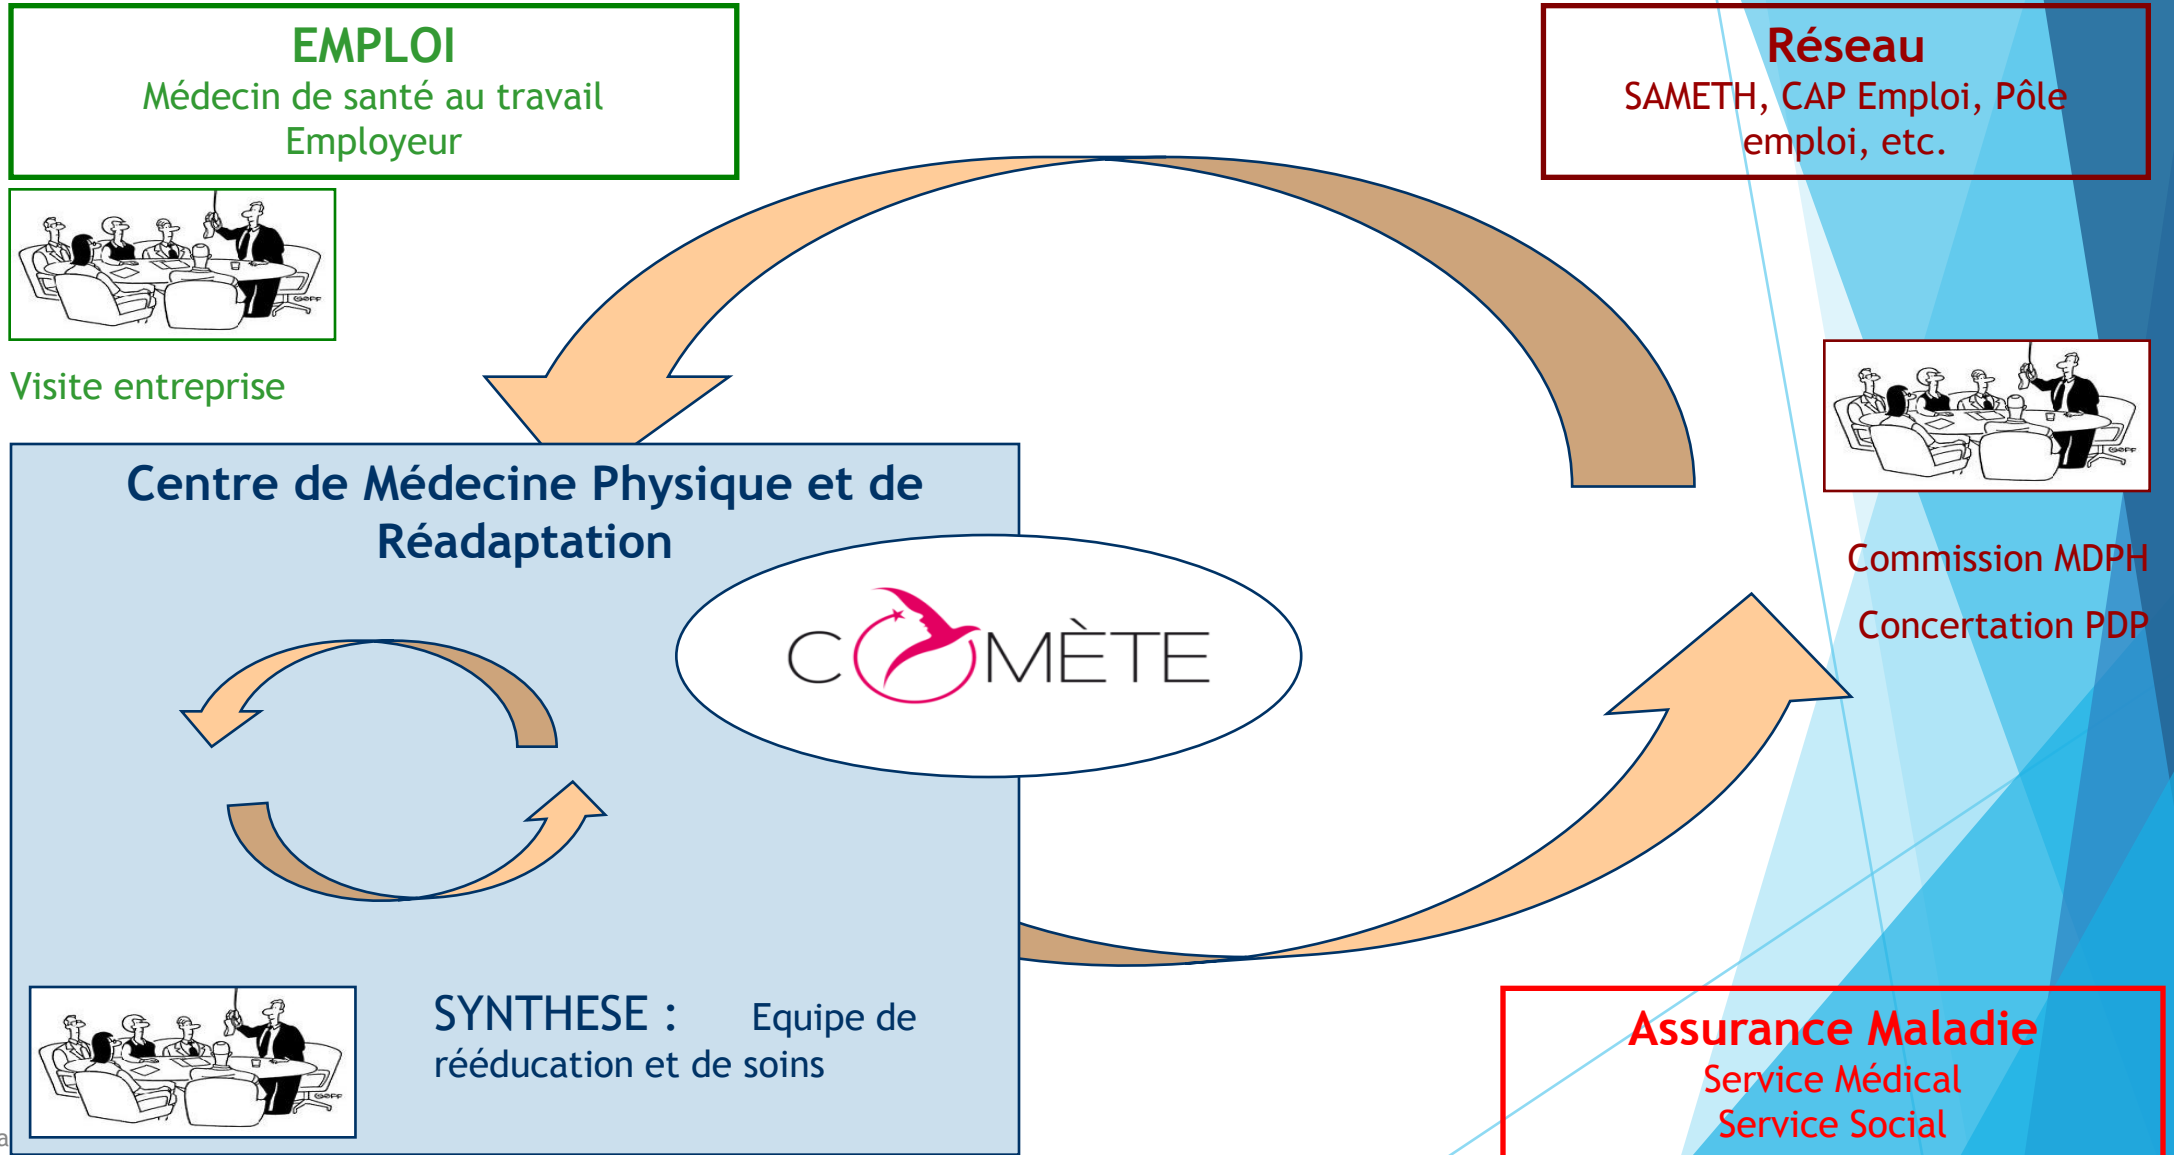 EMPLOI
Médecin de santé au travail
Employeur
Réseau
SAMETH, CAP Emploi, Pôle
emploi, etc.
Visite entreprise
Centre de Médecine Physique et de
Réadaptation
COMÈTE
Commission MDPH
Concertation PDP
SYNTHESE : Equipe de
rééducation et de soins
Assurance Maladie
Service Médical
Service Social